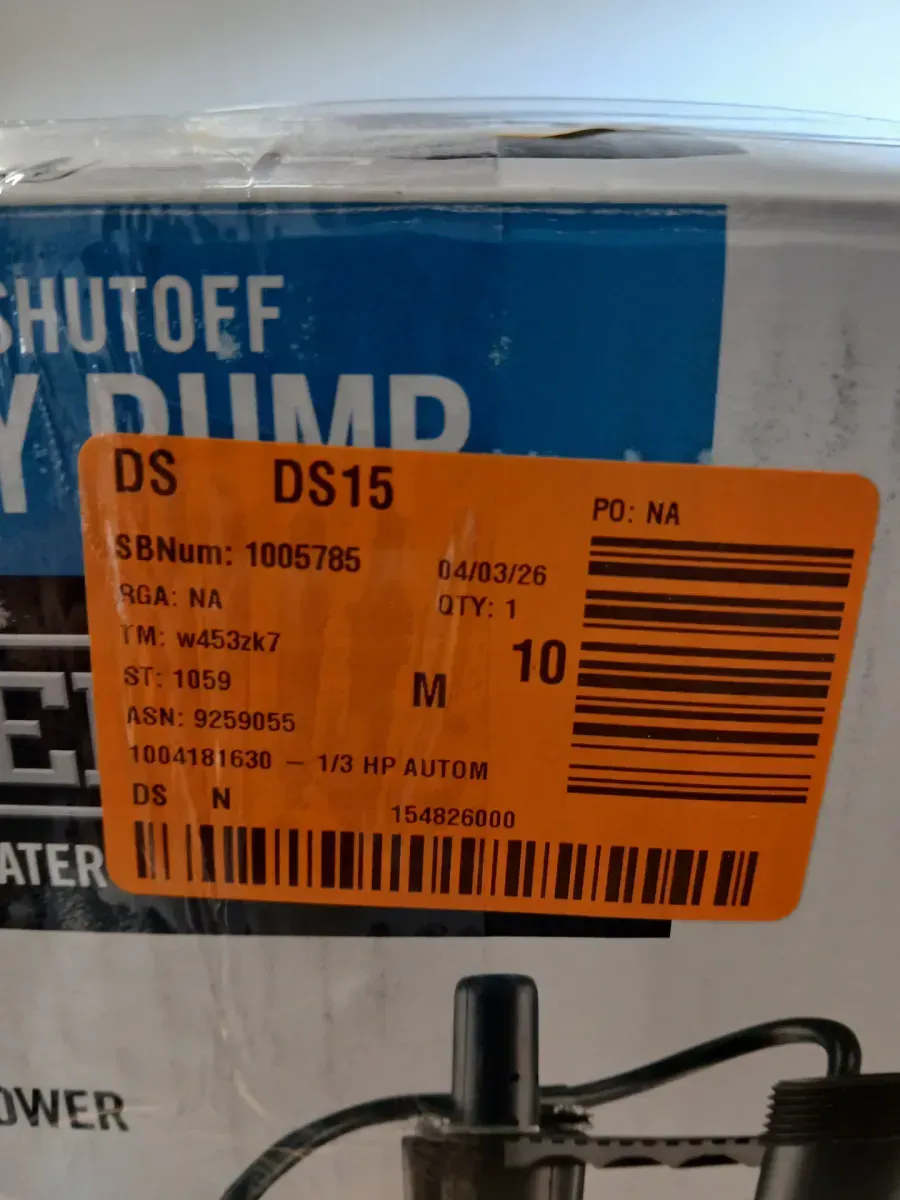 SHUTOFF
Y PUMP
DS DS15
PO: NA
SBNum: 1005785
04/03/26
RGA: NA
QTY: 1
TM: w453zk7
10
ST: 1059
M
ASN: 9259055
1004181630 – 1/3 HP AUTOM
DS N
154826000
ATER
OWER